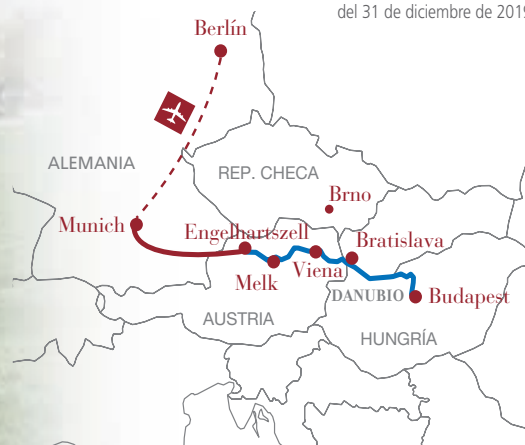 del 31 de diciembre de 2019
Berlín
ALEMANIA
REP. CHECA
Brno
Munich
Engelhartszell
Bratislava
Melk
Viena
DANUBIO
Budapest
AUSTRIA
HUNGRÍA